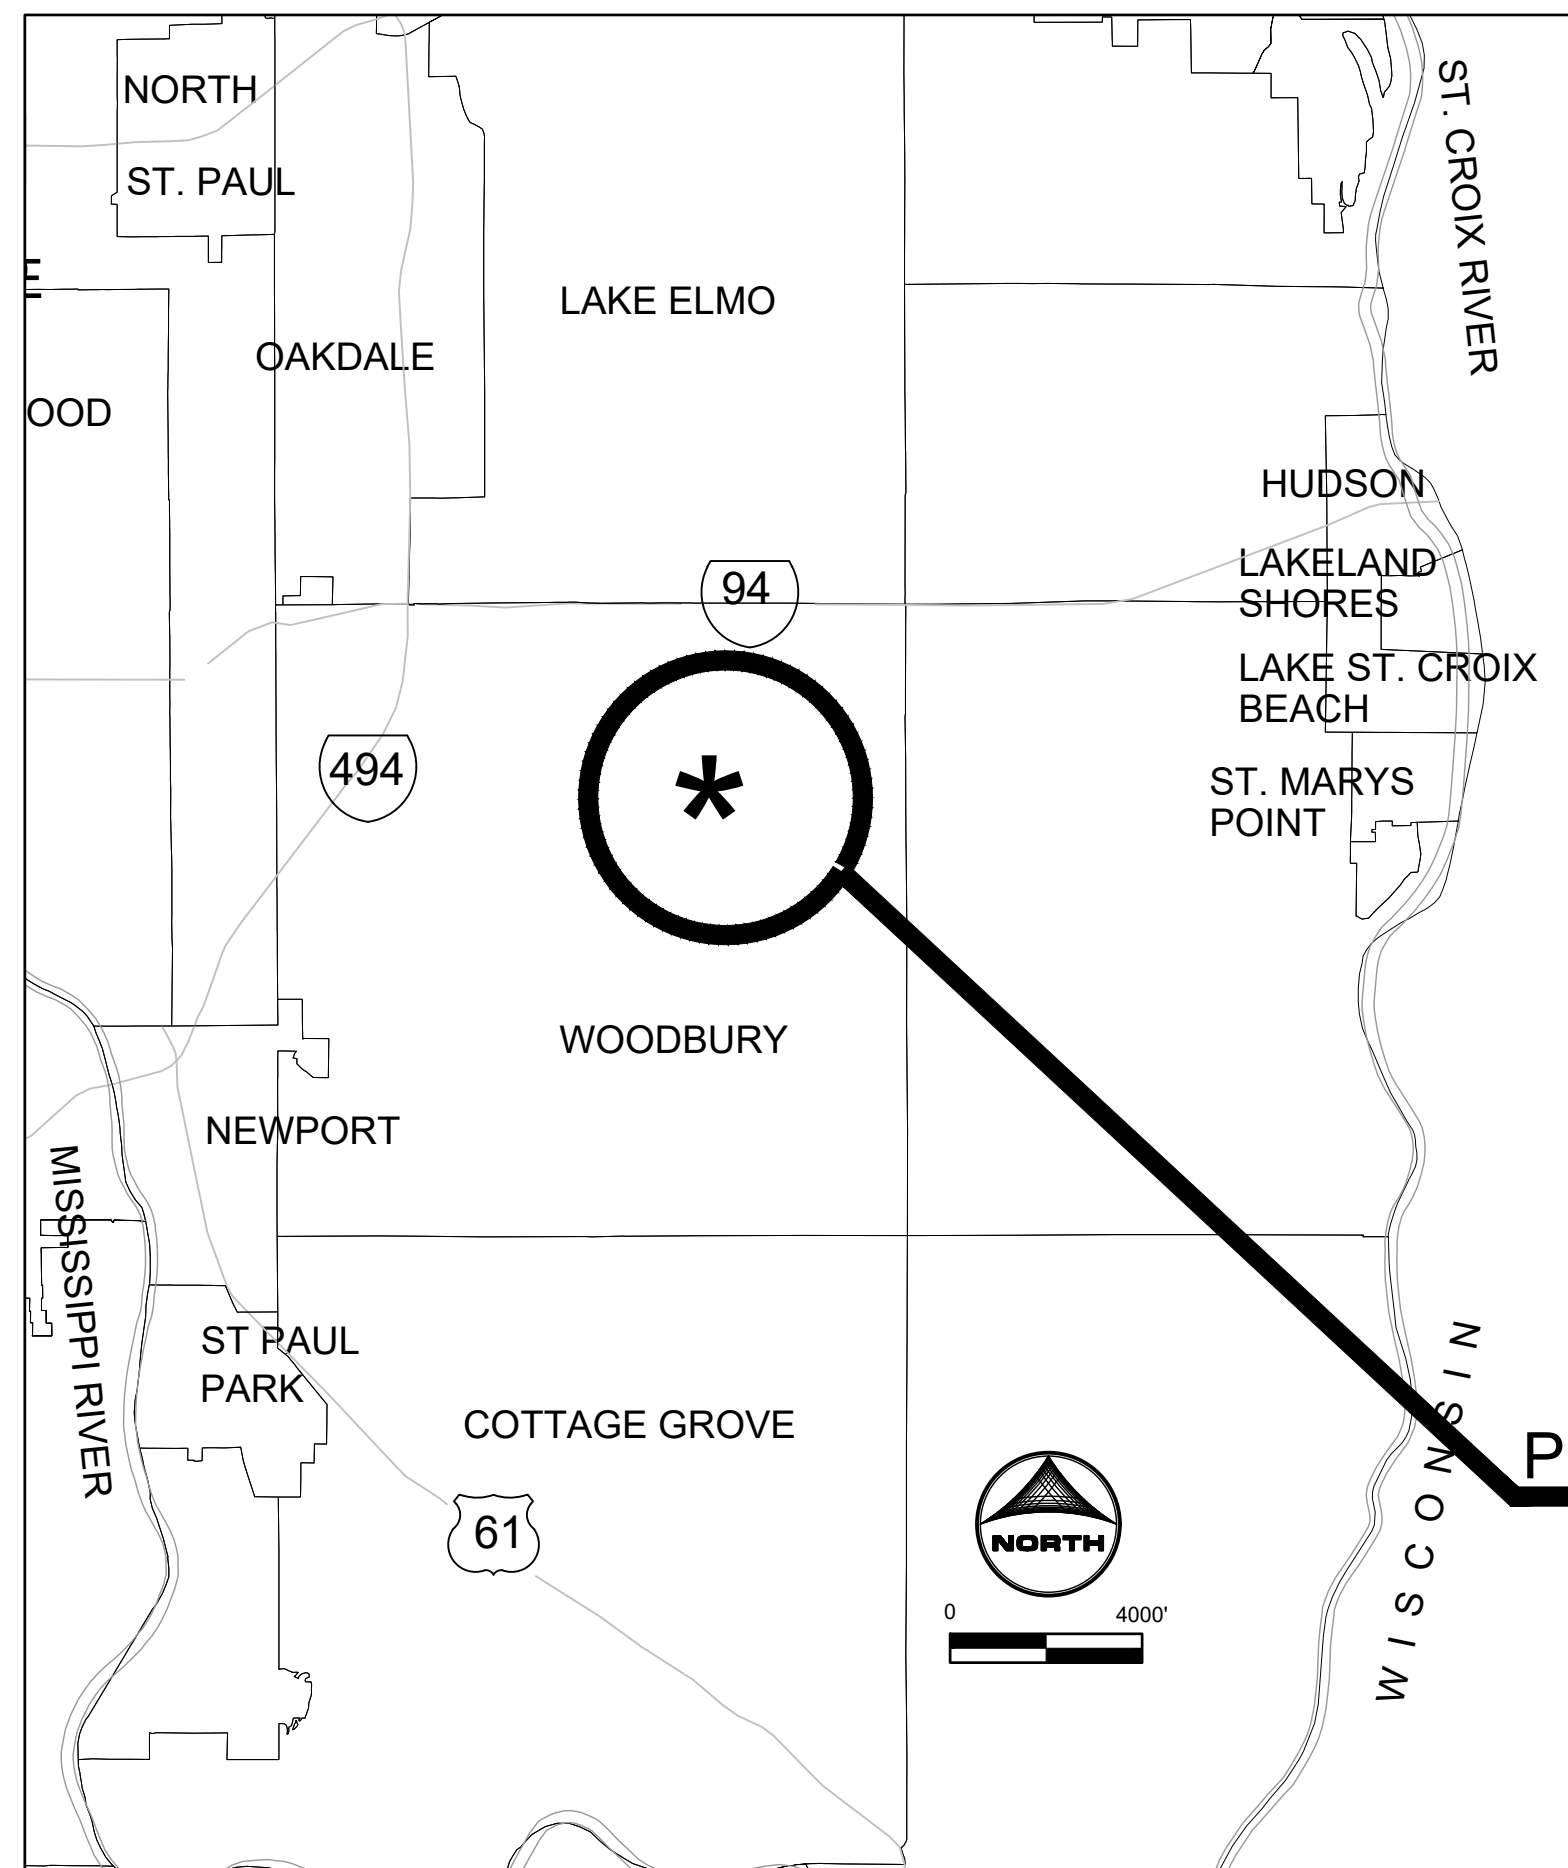 NORTH
ST. PAUL
ST. CROIX RIVER
LAKE ELMO
OAKDALE
OOD
HUDSON
LAKELAND
SHORES
94
LAKE ST. CROIX
BEACH
494
*
ST. MARYS
POINT
WOODBURY
NEWPORT
MISSISSIPPI RIVER
ST PAUL
PARK
COTTAGE GROVE
WISCONSIN
P
61
NORTH
0 4000'